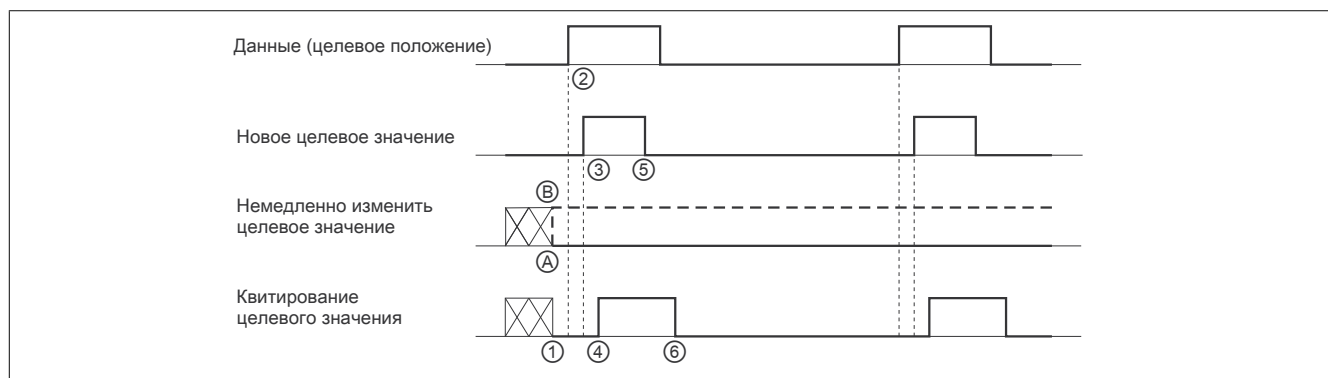 Данные (целевое положение)
②
Новое целевое значение
③ ⑤
Ⓑ
Немедленно изменить
целевое значение
Ⓐ
Квитирование
целевого значения
① ④ ⑥